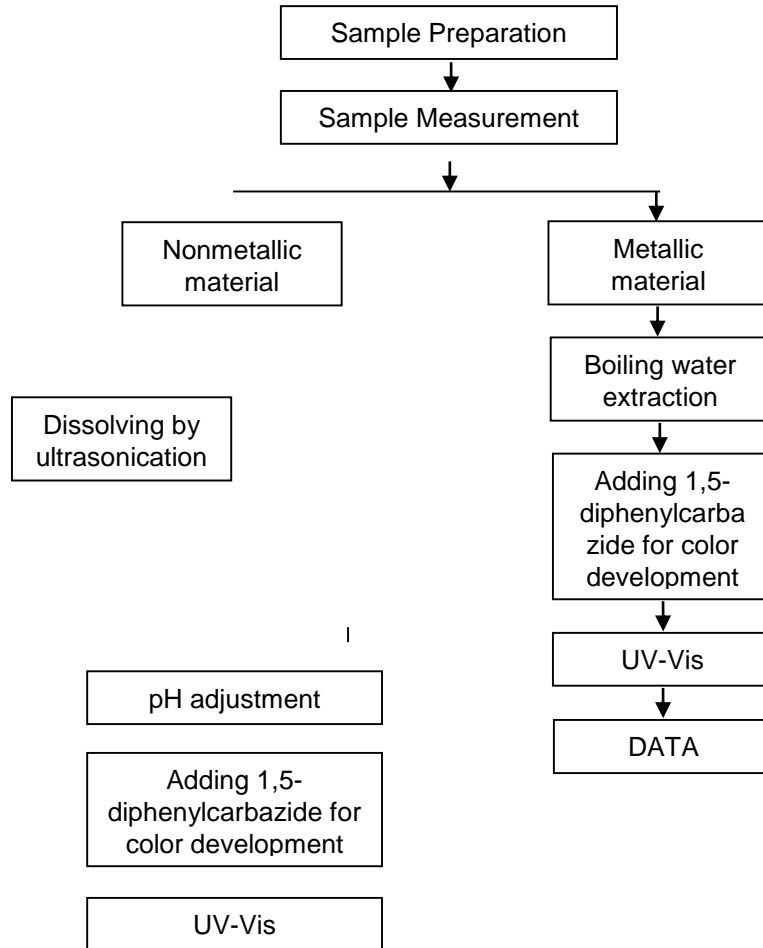 Sample Preparation
Sample Measurement
Nonmetallic
material
Metallic
material
Boiling water
extraction
Dissolving by
ultrasonication
Adding 1,5-
diphenylcarba
zide for color
development
UV-Vis
DATA
pH adjustment
Adding 1,5-
diphenylcarbazide for
color development
UV-Vis